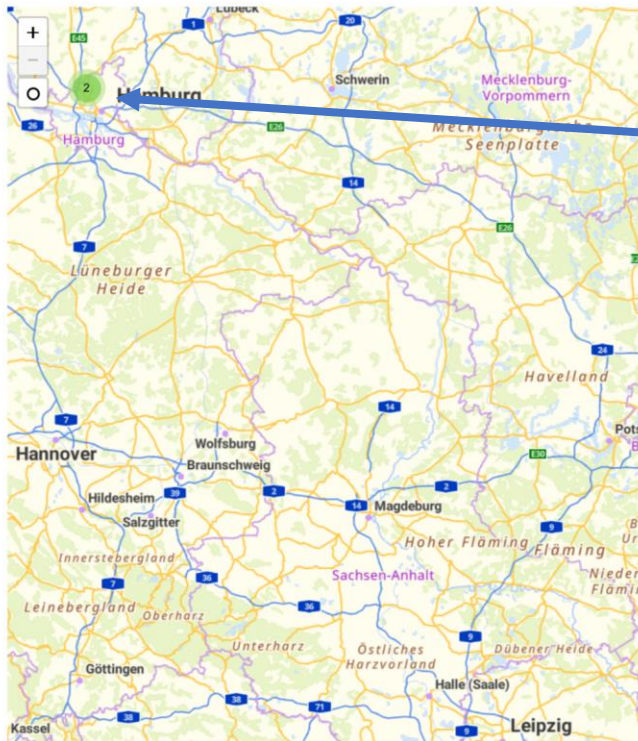 +
Lübeck
1
20
E45
−
Schwerin
Mecklenburg-
Vorpommern
2
Hamburg
O
26
E26
Seenplatte
Hamburg
14
E26
7
Lüneburger
Heide
24
Havelland
14
7
Wolfsburg
Hannover
E30
Braunschweig
2
39
2
Hildesheim
14
Magdeburg
Salzgitter
9
Hoher Fläming
Fläming
Innerstebergland
Sachsen-Anhalt
7
36
Leinebergland
Oberharz
36
9
Unterharz
Östliches
Harzvorland
Dübener Heide
Göttingen
Halle (Saale)
38
71
38
9
Kassel
Leipzig